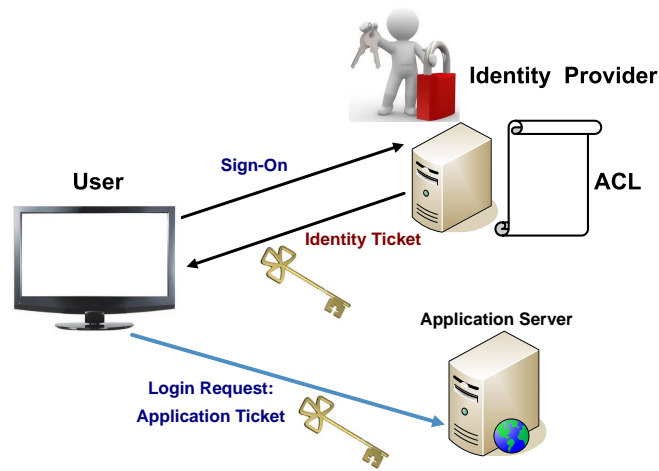 Identity Provider
Sign-On
User
ACL
Identity Ticket
Application Server
Login Request:
Application Ticket